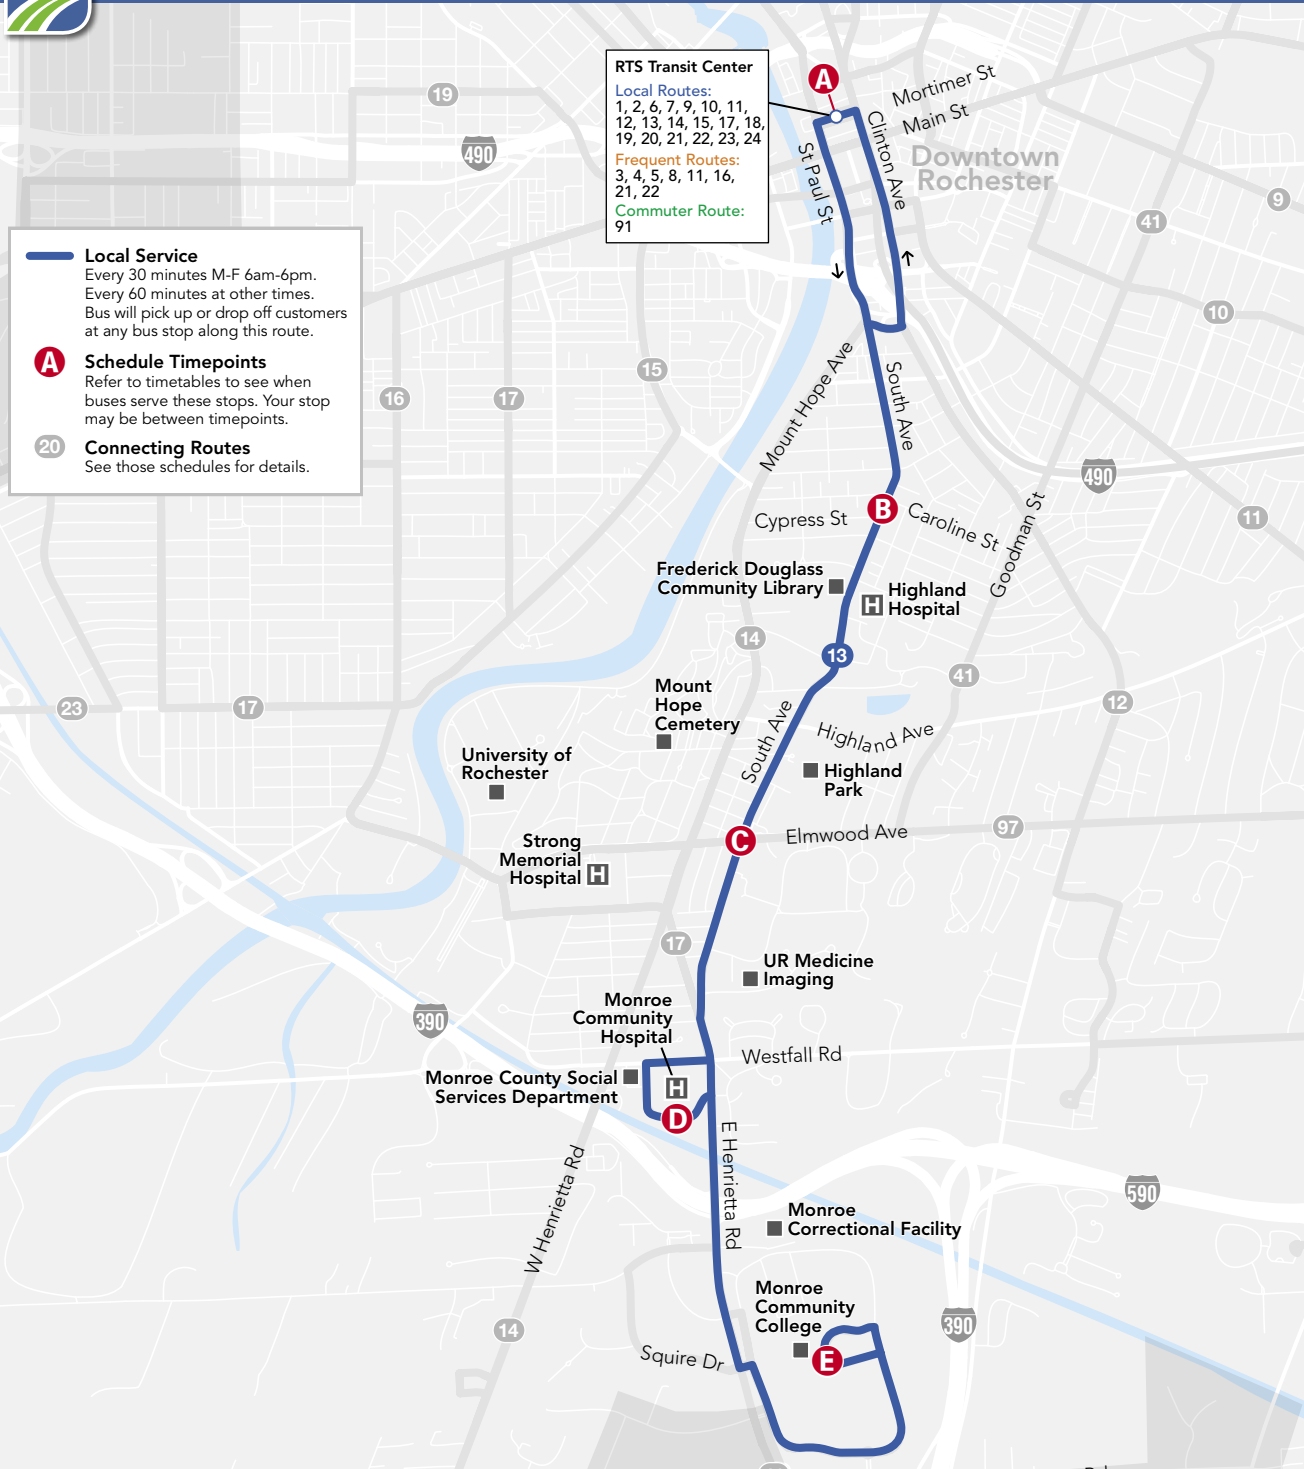 RTS Transit Center
Local Routes:
1, 2, 6, 7, 9, 10, 11,
12, 13, 14, 15, 17, 18,
19, 20, 21, 22, 23, 24
Frequent Routes:
3, 4, 5, 8, 11, 16,
21, 22
Commuter Route:
91
A
Mortimer St
Main St
Clinton Ave
St Paul St
Downtown
Rochester
19
490
9
41
10
Local Service
Every 30 minutes M-F 6am-6pm.
Every 60 minutes at other times.
Bus will pick up or drop off customers
at any bus stop along this route.
A
Schedule Timepoints
Refer to timetables to see when
buses serve these stops. Your stop
may be between timepoints.
20
Connecting Routes
See those schedules for details.
16
17
15
Mount Hope Ave
South Ave
490
11
B
Cypress St
Caroline St
Goodman St
Frederick Douglass
Community Library
H
Highland
Hospital
14
13
41
12
23
17
Mount
Hope
Cemetery
South Ave
Highland Ave
Highland
Park
University of
Rochester
C
Elmwood Ave
97
Strong
Memorial
Hospital
H
17
UR Medicine
Imaging
390
Monroe
Community
Hospital
H
Westfall Rd
Monroe County Social
Services Department
D
E Henrietta Rd
W Henrietta Rd
590
Monroe
Correctional Facility
Monroe
Community
College
E
390
14
Squire Dr